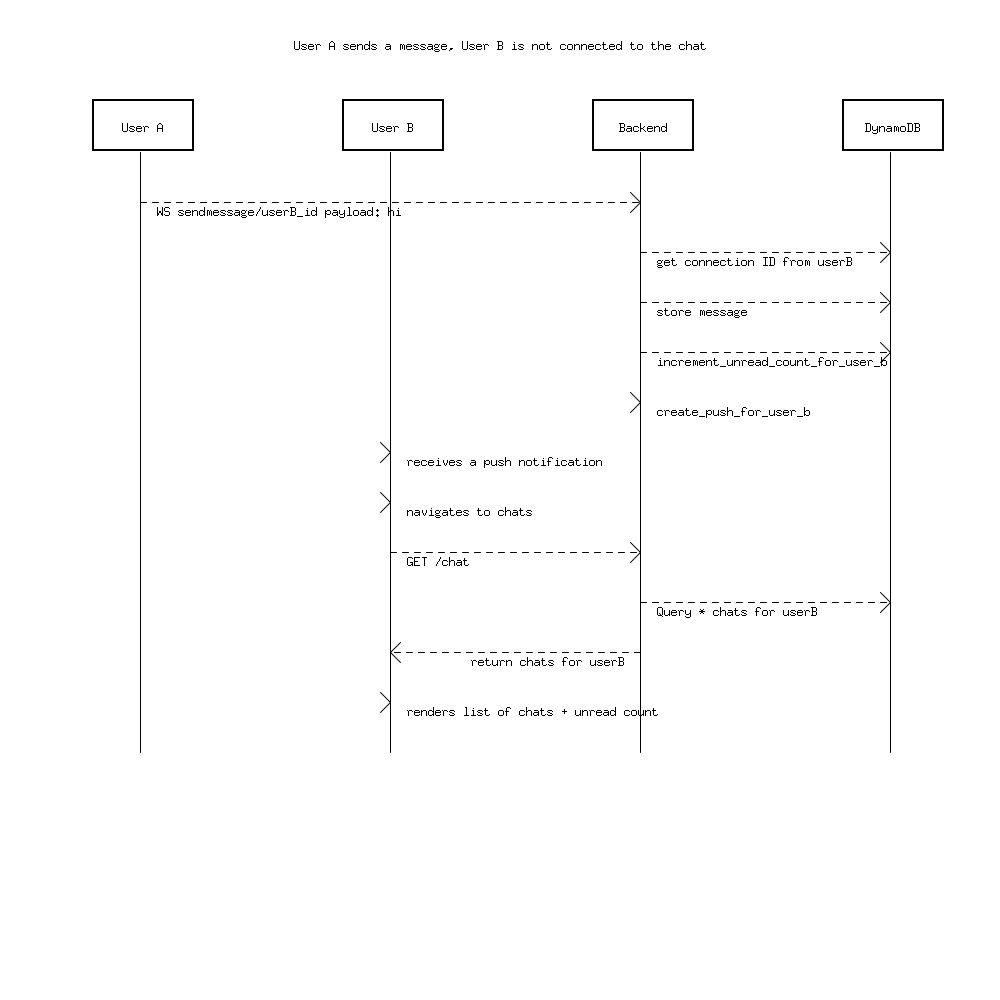 User A sends a message, User B is not connected to the chat
User A
User B
Backend
DynamoDB
WS sendmessage/userB_id payload: hi
get connection ID from userB
store message
increment_unread_count_for_user_b
create_push_for_user_b
receives a push notification
navigates to chats
GET /chat
Query * chats for userB
return chats for userB
renders list of chats + unread count